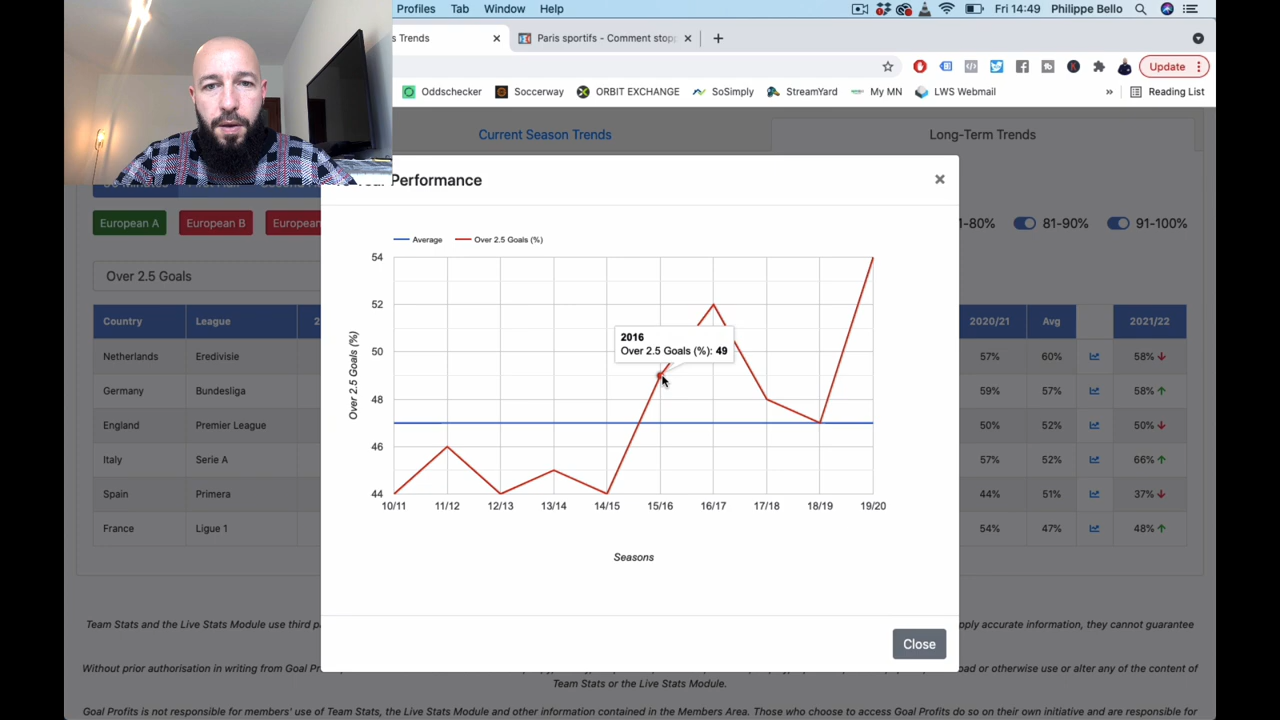 Profiles Tab Window Help Fri 14:49 Philippe Bello
s Trends Paris sportifs - Comment stopp
Update
Oddschecker Soccerway ORBIT EXCHANGE SoSimply StreamYard My MN LWS Webmail » Reading List
Current Season Trends Long-Term Trends
Performance ×
European A European B European 1-80% 81-90% 91-100%
Average Over 2.5 Goals (%)
Over 2.5 Goals
54
52
50
48
46
44
Over 2.5 Goals (%)
2016
Over 2.5 Goals (%): 49
10/11 11/12 12/13 13/14 14/15 15/16 16/17 17/18 18/19 19/20
Seasons
Close
Country League 2 2020/21 Avg 2021/22
Netherlands Eredivisie 57% 60% 58%
Germany Bundesliga 59% 57% 58%
England Premier League 50% 52% 50%
Italy Serie A 57% 52% 66%
Spain Primera 44% 51% 37%
France Ligue 1 54% 47% 48%
Team Stats and the Live Stats Module use third pa pply accurate information, they cannot guarantee
Without prior authorisation in writing from Goal Pr oad or otherwise use or alter any of the content of
Team Stats or the Live Stats Module.
Goal Profits is not responsible for members' use of Team Stats, the Live Stats Module and other information contained in the Members Area. Those who choose to access Goal Profits do so on their own initiative and are responsible for